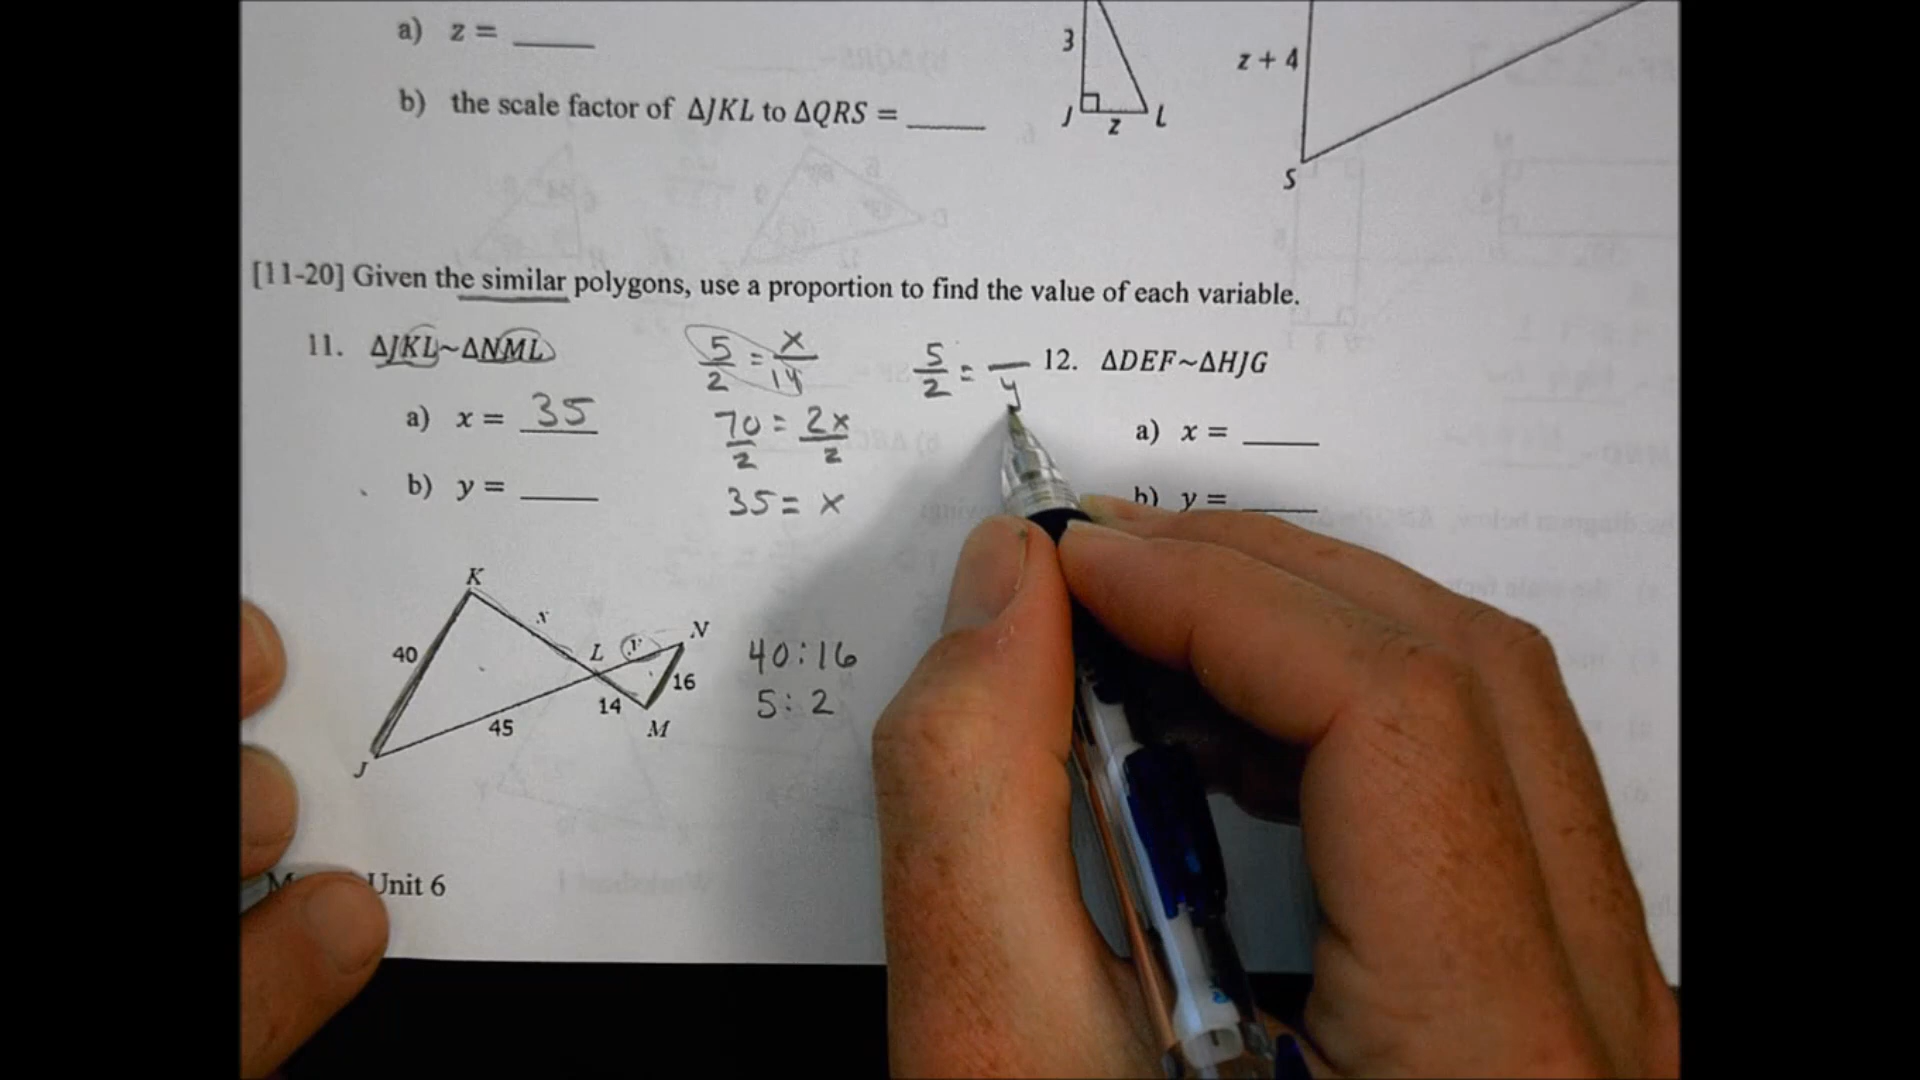 a) z = ____
b) the scale factor of ΔJKL to ΔQRS = ____
3
J
z
L
z + 4
S
[11-20] Given the similar polygons, use a proportion to find the value of each variable.
11. ΔJKL~ΔNML
a) x = 35
b) y = ____
5/2 = x/14
70/2 = 2x/2
35 = x
5/2 = __/y
12. ΔDEF~ΔHJG
a) x = ____
b) y = ____
K
x
40
L
y
N
16
14
M
45
J
40:16
5:2
Unit 6